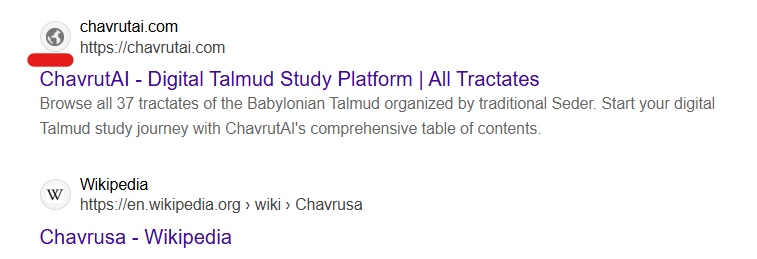 chavrutai.com
https://chavrutai.com
ChavrutAI - Digital Talmud Study Platform | All Tractates
Browse all 37 tractates of the Babylonian Talmud organized by traditional Seder. Start your digital
Talmud study journey with ChavrutAI's comprehensive table of contents.
W
Wikipedia
https://en.wikipedia.org › wiki › Chavrusa
Chavrusa - Wikipedia